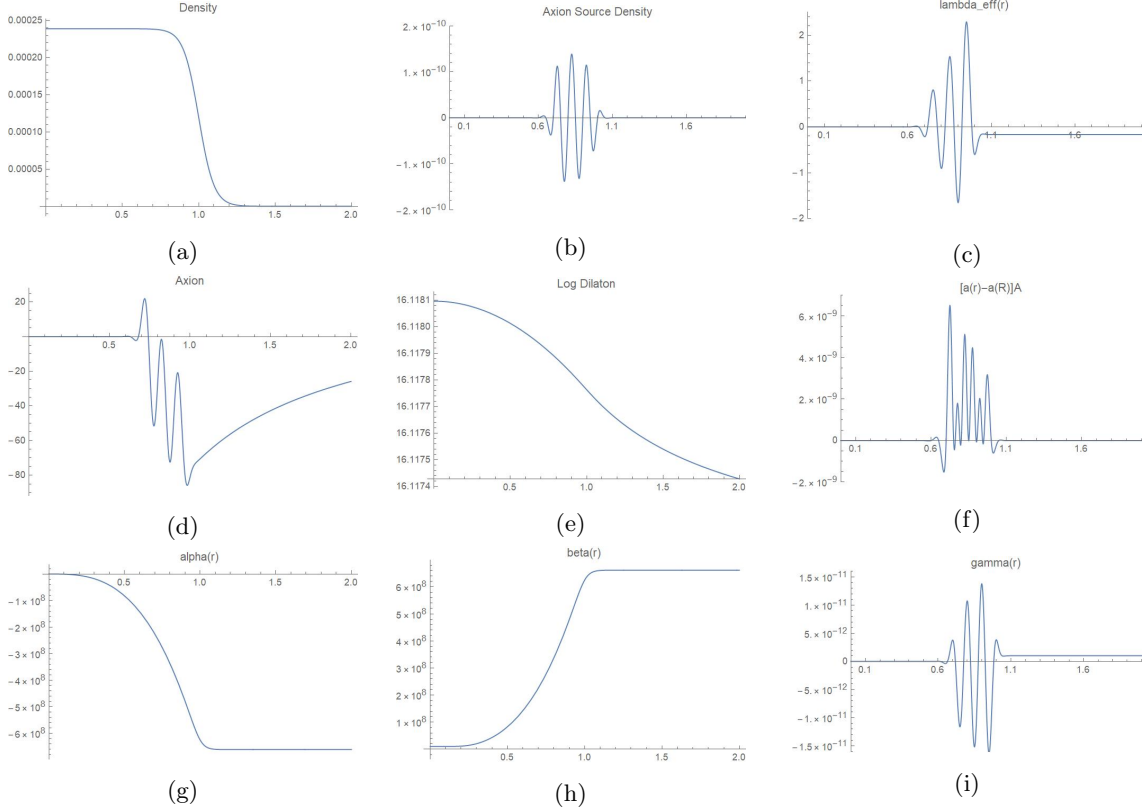 Density
0.00025
0.00020
0.00015
0.00010
0.00005
0.5 1.0 1.5 2.0
(a)
Axion Source Density
2. × 10⁻¹⁰
1. × 10⁻¹⁰
0
0.1 0.6 1.1 1.6
-1. × 10⁻¹⁰
-2. × 10⁻¹⁰
(b)
lambda_eff(r)
2
1
0
0.1 0.6 1.1 1.6
-1
-2
(c)
Axion
20
0.5 1.0 1.5 2.0
-20
-40
-60
-80
(d)
Log Dilaton
16.1181
16.1180
16.1179
16.1178
16.1177
16.1176
16.1175
16.1174
0.5 1.0 1.5 2.0
(e)
[a(r)-a(R)]A
6. × 10⁻⁹
4. × 10⁻⁹
2. × 10⁻⁹
0
0.1 0.6 1.1 1.6
-2. × 10⁻⁹
(f)
alpha(r)
0.5 1.0 1.5 2.0
-1 × 10⁸
-2 × 10⁸
-3 × 10⁸
-4 × 10⁸
-5 × 10⁸
-6 × 10⁸
(g)
beta(r)
6 × 10⁸
5 × 10⁸
4 × 10⁸
3 × 10⁸
2 × 10⁸
1 × 10⁸
0.5 1.0 1.5 2.0
(h)
gamma(r)
1.5 × 10⁻¹¹
1. × 10⁻¹¹
5. × 10⁻¹²
0
0.1 0.6 1.1 1.6
-5. × 10⁻¹²
-1. × 10⁻¹¹
-1.5 × 10⁻¹¹
(i)